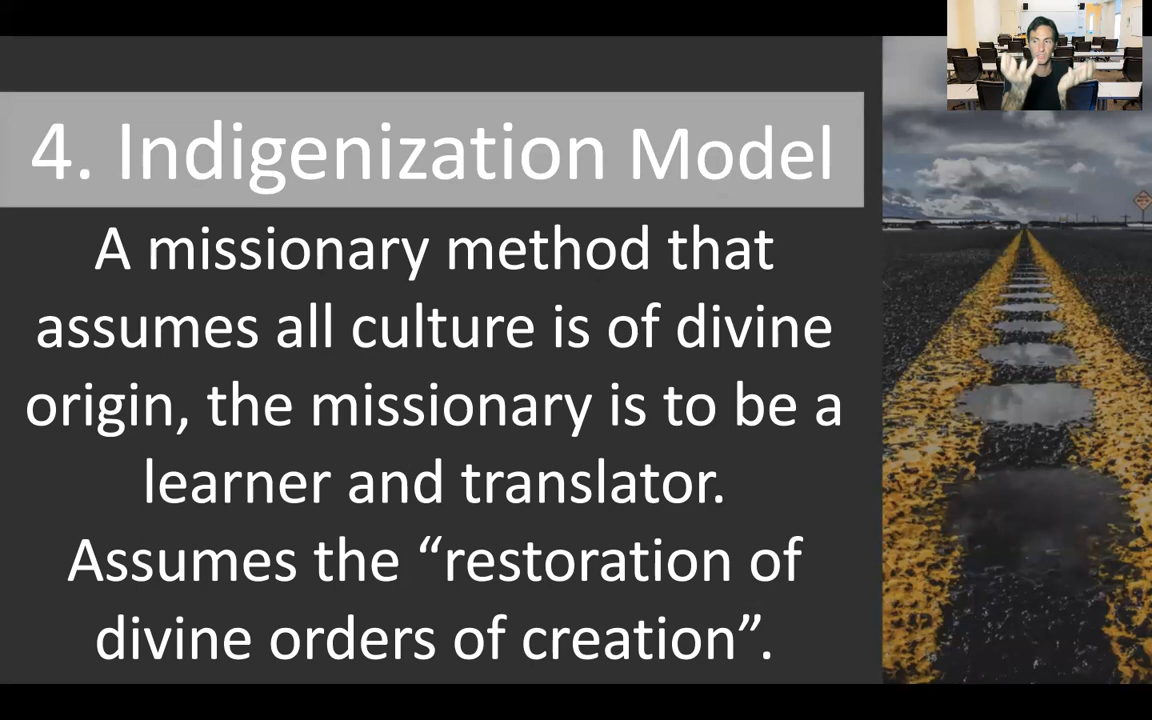 4. Indigenization Model
A missionary method that
assumes all culture is of divine
origin, the missionary is to be a
learner and translator.
Assumes the “restoration of
divine orders of creation”.